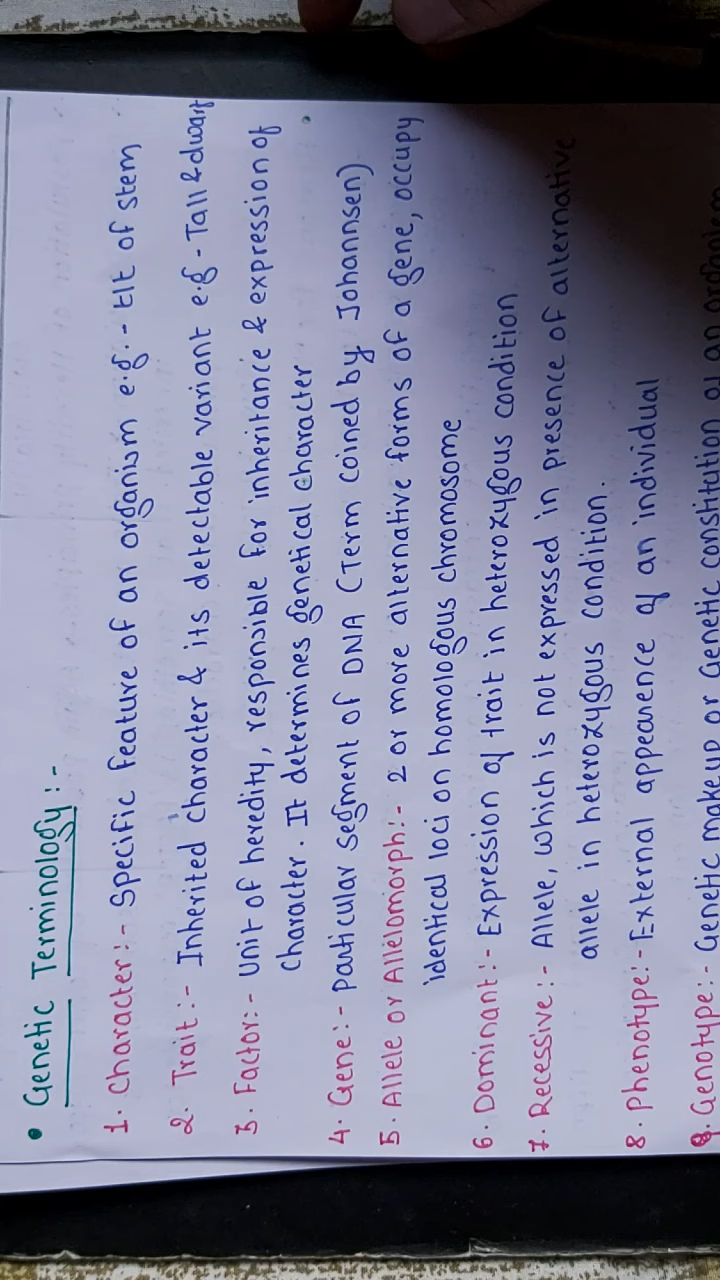 • Genetic Terminology :-
1. Character:- Specific feature of an organism e.g.:- tlt of stem
2. Trait :- Inherited character & its detectable variant e.g - Tall & dwarf
3. Factor:- Unit of heredity, responsible for inheritance & expression of
character. It determines genetical character
4. Gene:- particular segment of DNA (Term coined by Johannsen)
5. Allele or Allelomorph:- 2 or more alternative forms of a gene, occupy
identical loci on homologous chromosome
6. Dominant:- Expression of trait in heterozygous condition
7. Recessive:- Allele, which is not expressed in presence of alternative
allele in heterozygous condition.
8. Phenotype:- External appearence of an individual
9. Genotype:- Genetic makeup or Genetic constitution of an organism